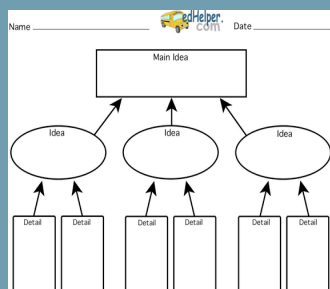 Name
edHelper.com
Date
Main Idea
Idea Idea Idea
Detail Detail Detail Detail Detail Detail